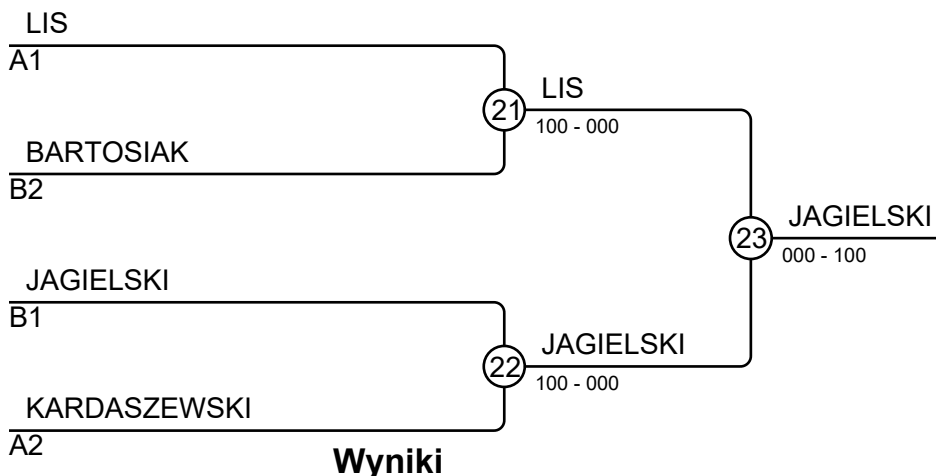 LIS
A1
21
LIS
100 - 000
BARTOSIAK
B2
23
JAGIELSKI
000 - 100
JAGIELSKI
B1
22
JAGIELSKI
100 - 000
KARDASZEWSKI
A2
Wyniki